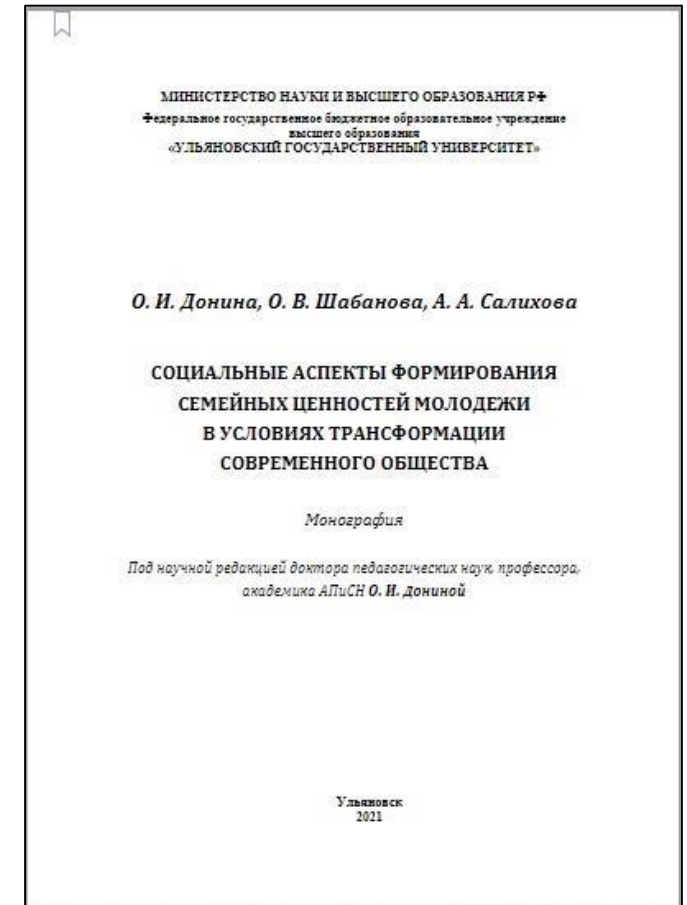 МИНИСТЕРСТВО НАУКИ И ВЫСШЕГО ОБРАЗОВАНИЯ РФ
Федеральное государственное бюджетное образовательное учреждение
высшего образования
«УЛЬЯНОВСКИЙ ГОСУДАРСТВЕННЫЙ УНИВЕРСИТЕТ»
О. И. Донина, О. В. Шабанова, А. А. Салихова
СОЦИАЛЬНЫЕ АСПЕКТЫ ФОРМИРОВАНИЯ
СЕМЕЙНЫХ ЦЕННОСТЕЙ МОЛОДЕЖИ
В УСЛОВИЯХ ТРАНСФОРМАЦИИ
СОВРЕМЕННОГО ОБЩЕСТВА
Монография
Под научной редакцией доктора педагогических наук, профессора,
академика АПиСН О. И. Дониной
Ульяновск
2021